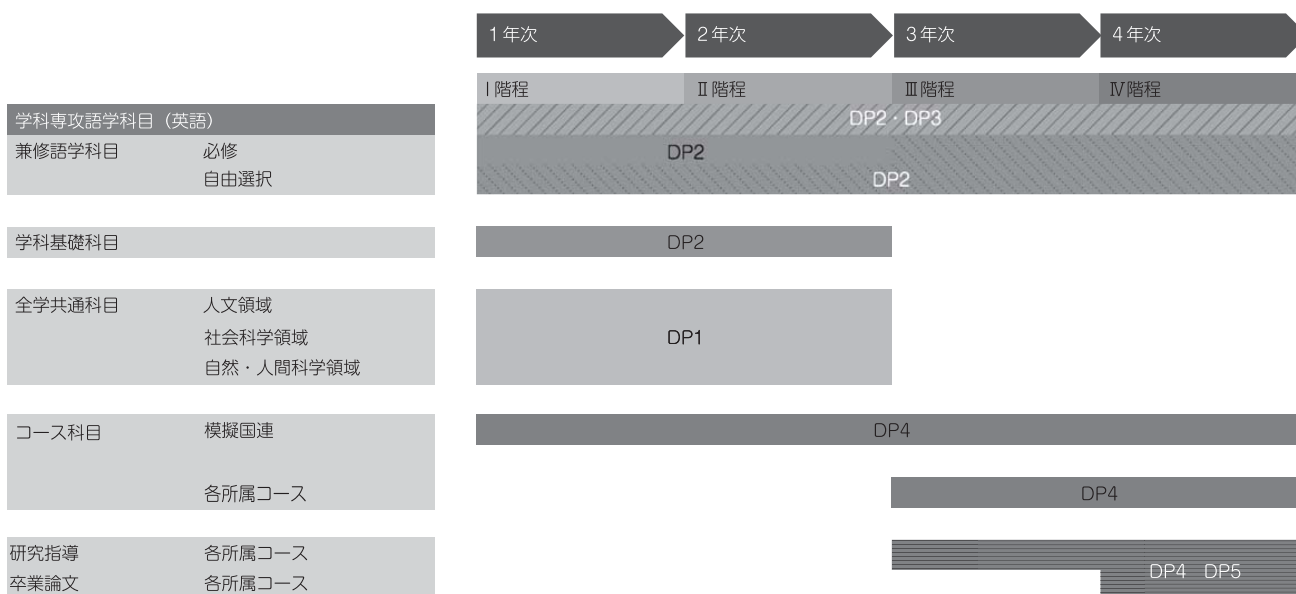 1年次 2年次 3年次 4年次
Ⅰ階程 Ⅱ階程 Ⅲ階程 Ⅳ階程
学科専攻語学科目（英語） DP2・DP3
兼修語学科目 必修 DP2
自由選択 DP2
学科基礎科目 DP2
全学共通科目 人文領域
社会科学領域 DP1
自然・人間科学領域
コース科目 模擬国連 DP4
各所属コース DP4
研究指導 各所属コース
卒業論文 各所属コース DP4 DP5